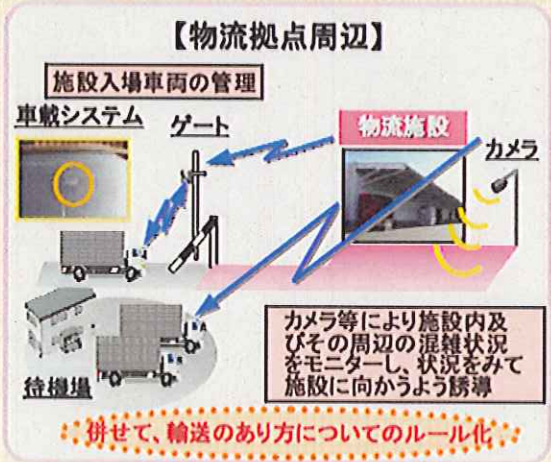 【物流拠点周辺】
施設入場車両の管理
車載システム
ゲート
物流施設
カメラ
待機場
カメラ等により施設内及
びその周辺の混雑状況
をモニターし、状況をみて
施設に向かうよう誘導
併せて、輸送のあり方についてのルール化